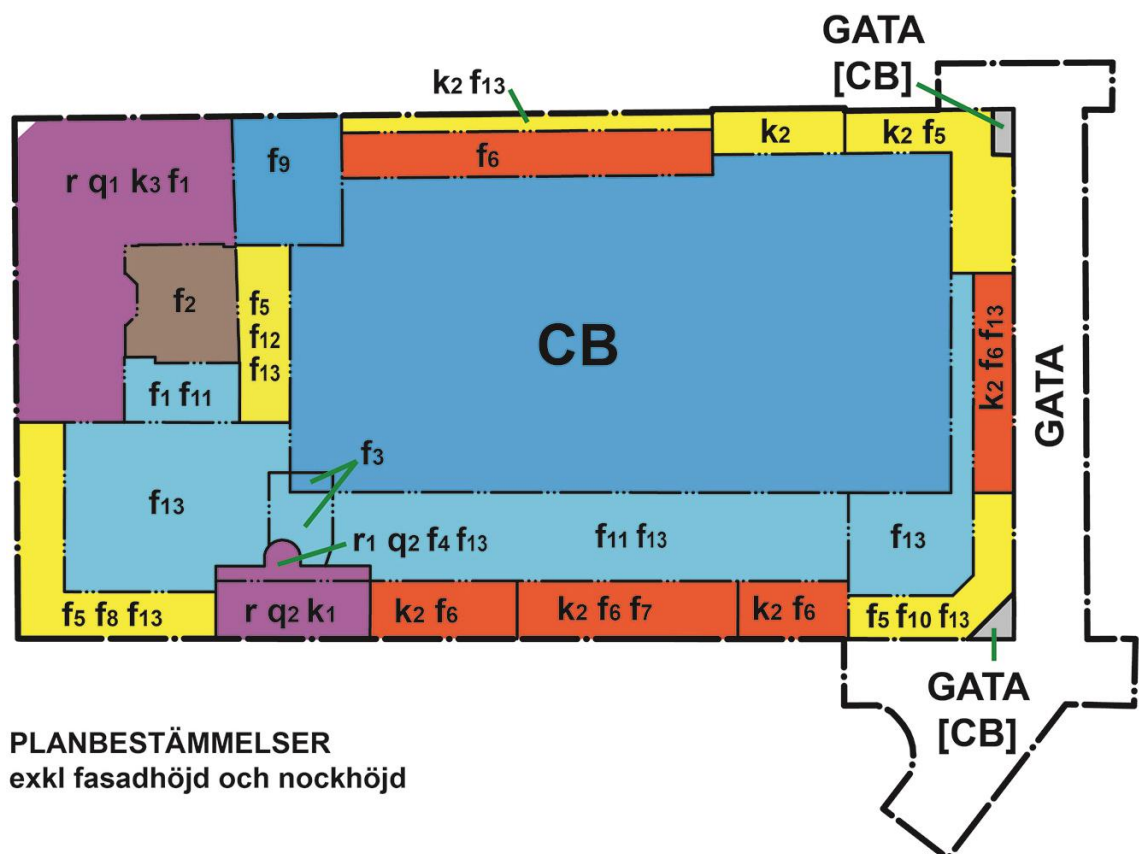 GATA
[CB]
k2 f13
k2
k2 f5
f9
f6
r q1 k3 f1
f2
f5
f12
f13
CB
k2 f6 f13
GATA
f1 f11
f3
f13
r1 q2 f4 f13
f11 f13
f13
f5 f8 f13
r q2 k1
k2 f6
k2 f6 f7
k2 f6
f5 f10 f13
GATA
[CB]
PLANBESTÄMMELSER
exkl fasadhöjd och nockhöjd